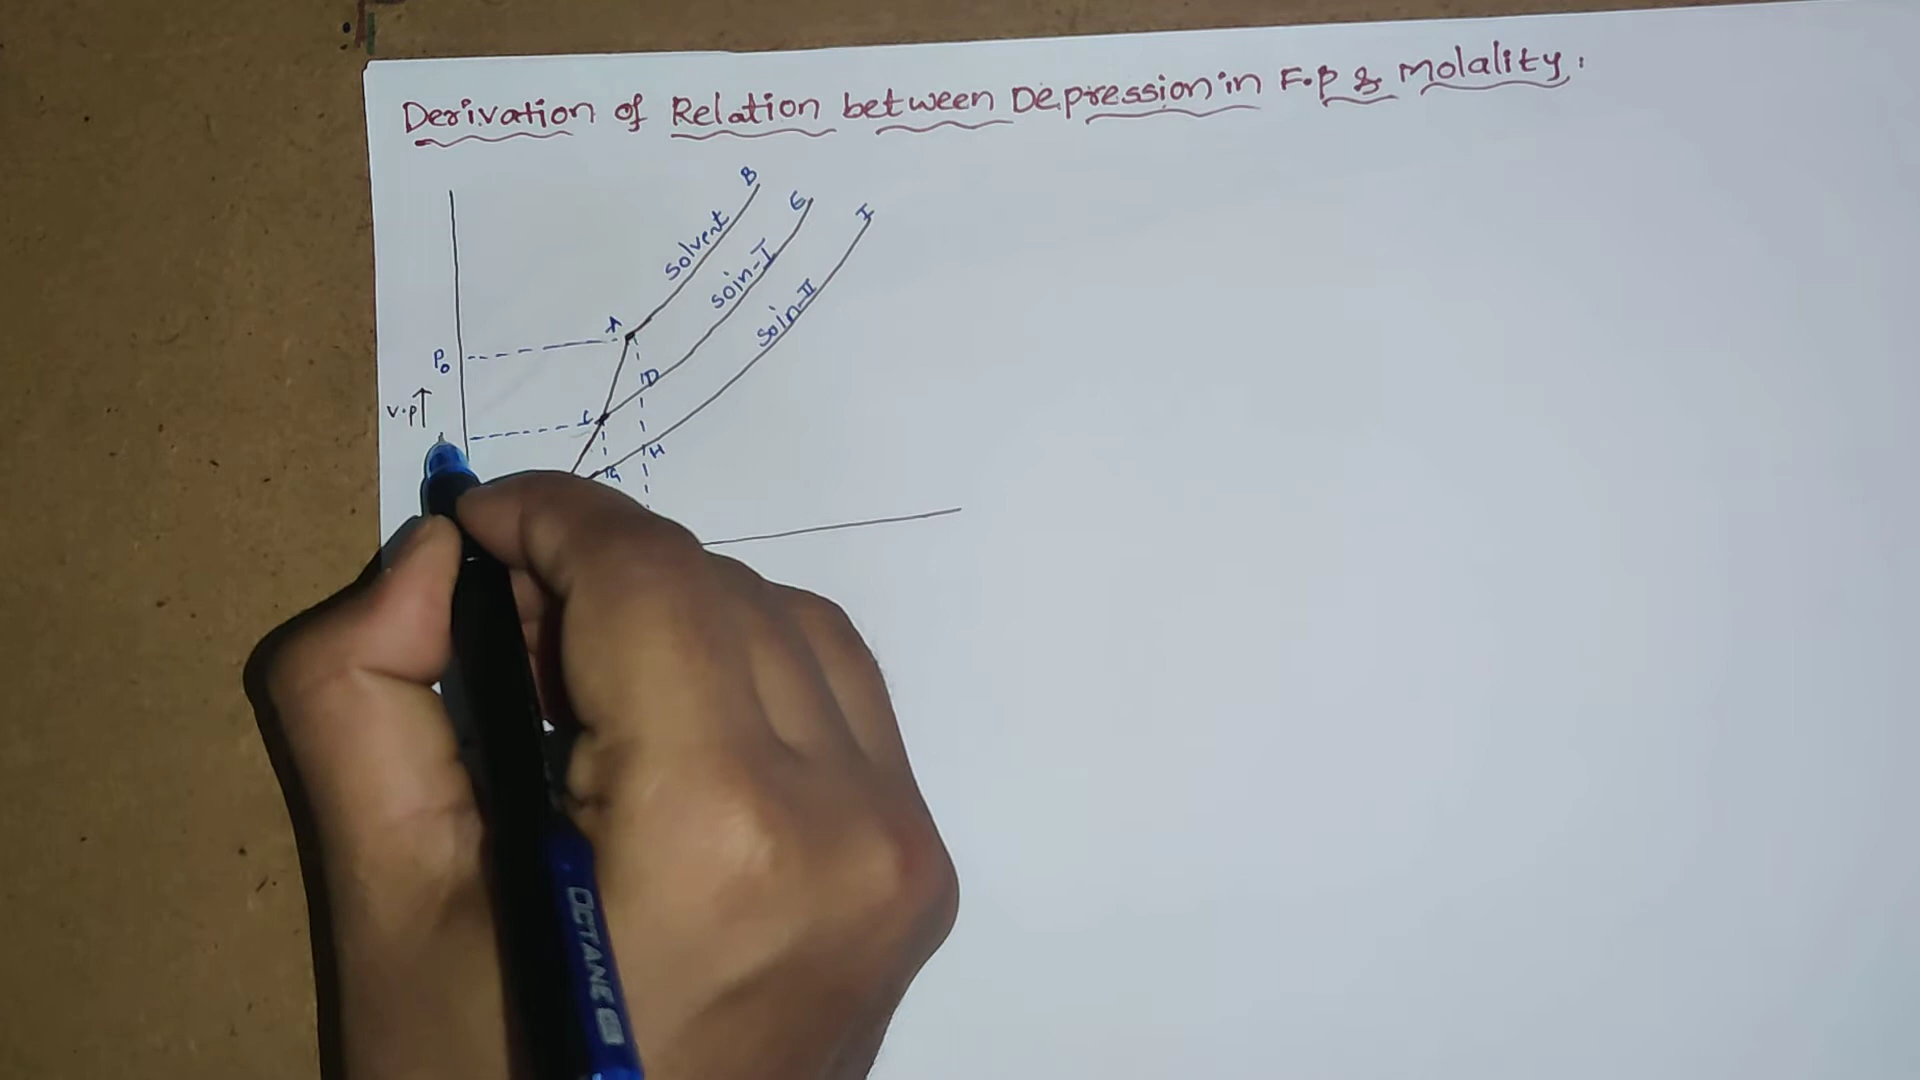 Derivation of Relation between Depression in F.p & Molality.
B
E
I
Solvent
Soln-I
Soln-II
A
P₀
D
V.p↑
C
H
G
OCTANE